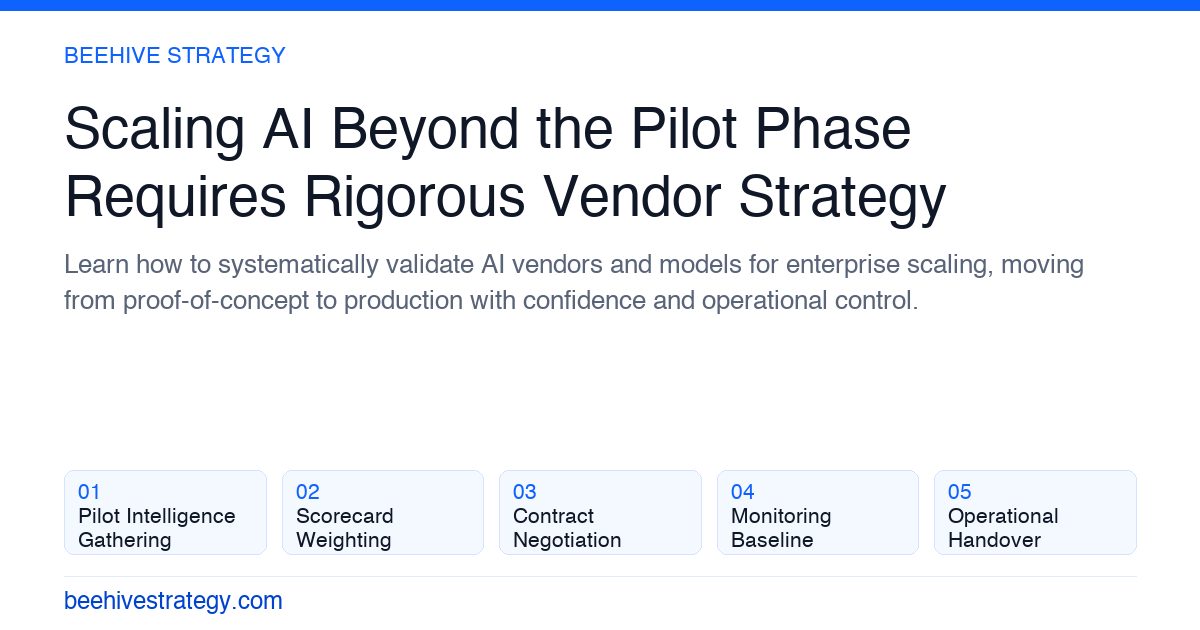 BEEHIVE STRATEGY
Scaling AI Beyond the Pilot Phase
Requires Rigorous Vendor Strategy
Learn how to systematically validate AI vendors and models for enterprise scaling, moving
from proof-of-concept to production with confidence and operational control.
01
Pilot Intelligence
Gathering
02
Scorecard
Weighting
03
Contract
Negotiation
04
Monitoring
Baseline
05
Operational
Handover
beehivestrategy.com